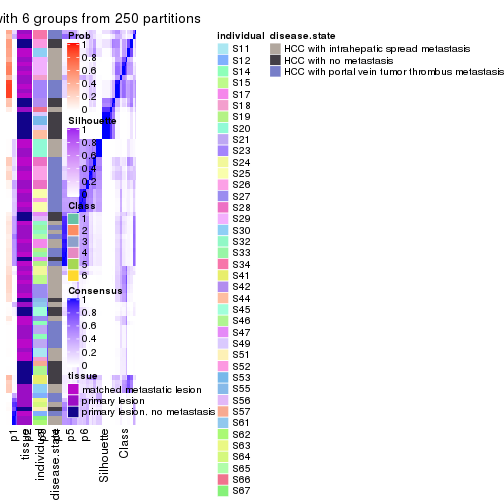 with 6 groups from 250 partitions
Prob
1
0.8
0.6
0.4
0.2
0
Silhouette
1
0.8
0.6
0.4
0.2
0
Class
1
2
3
4
5
6
Consensus
1
0.8
0.6
0.4
0.2
0
tissue
matched metastatic lesion
primary lesion
primary lesion. no metastasis
individual
S11
S12
S14
S15
S17
S18
S19
S20
S21
S23
S24
S25
S26
S27
S28
S29
S30
S32
S33
S34
S41
S42
S44
S45
S46
S47
S49
S51
S52
S53
S55
S56
S57
S61
S62
S63
S64
S65
S66
S67
disease.state
HCC with intrahepatic spread metastasis
HCC with no metastasis
HCC with portal vein tumor thrombus metastasis
p1
tissue
individual
disease.state
p5
p6
Silhouette
Class